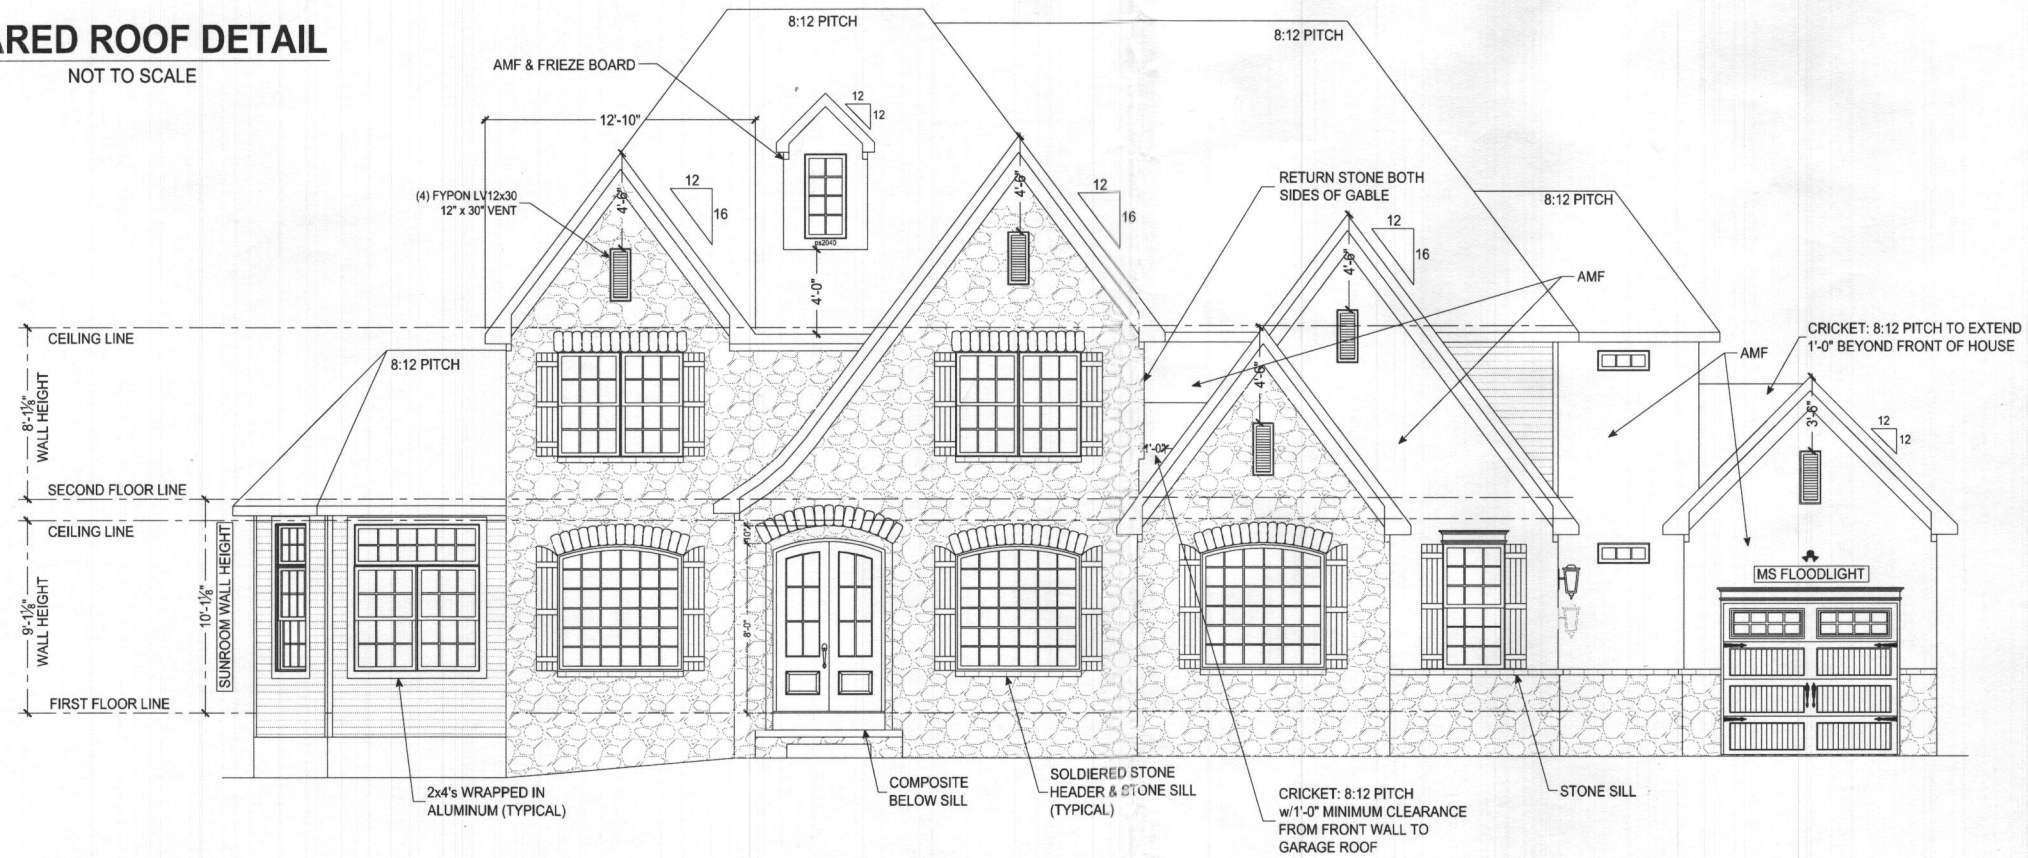 ARED ROOF DETAIL
NOT TO SCALE
8:12 PITCH
8:12 PITCH
AMF & FRIEZE BOARD
12
12
12'-10"
(4) FYPON LV12x30
12" x 30" VENT
4'-6"
12
16
ps2040
4'-0"
4'-6"
12
16
RETURN STONE BOTH
SIDES OF GABLE
8:12 PITCH
12
16
4'-6"
AMF
CEILING LINE
8:12 PITCH
CRICKET: 8:12 PITCH TO EXTEND
1'-0" BEYOND FRONT OF HOUSE
AMF
8'-1⅛"
WALL HEIGHT
4'-6"
3'-6"
12
12
1'-0"
SECOND FLOOR LINE
CEILING LINE
9'-1⅛"
WALL HEIGHT
10'-1⅛"
SUNROOM WALL HEIGHT
10"
8'-0"
MS FLOODLIGHT
FIRST FLOOR LINE
2x4's WRAPPED IN
ALUMINUM (TYPICAL)
COMPOSITE
BELOW SILL
SOLDIERED STONE
HEADER & STONE SILL
(TYPICAL)
CRICKET: 8:12 PITCH
w/1'-0" MINIMUM CLEARANCE
FROM FRONT WALL TO
GARAGE ROOF
STONE SILL